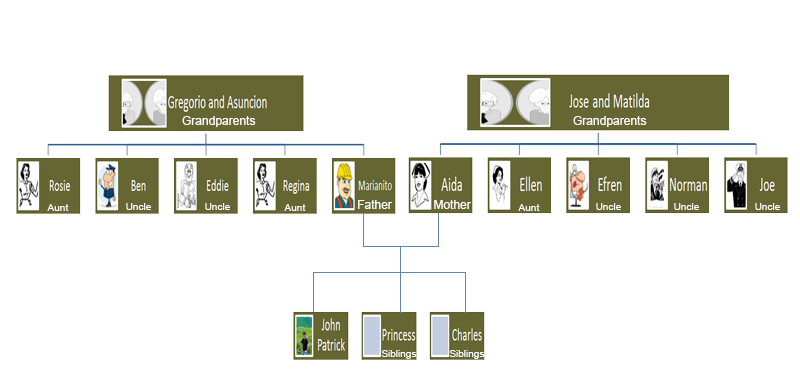 Gregorio and Asuncion
Grandparents
Jose and Matilda
Grandparents
Rosie
Aunt
Ben
Uncle
Eddie
Uncle
Regina
Aunt
Marianito
Father
Aida
Mother
Ellen
Aunt
Efren
Uncle
Norman
Uncle
Joe
Uncle
John
Patrick
Princess
Siblings
Charles
Siblings